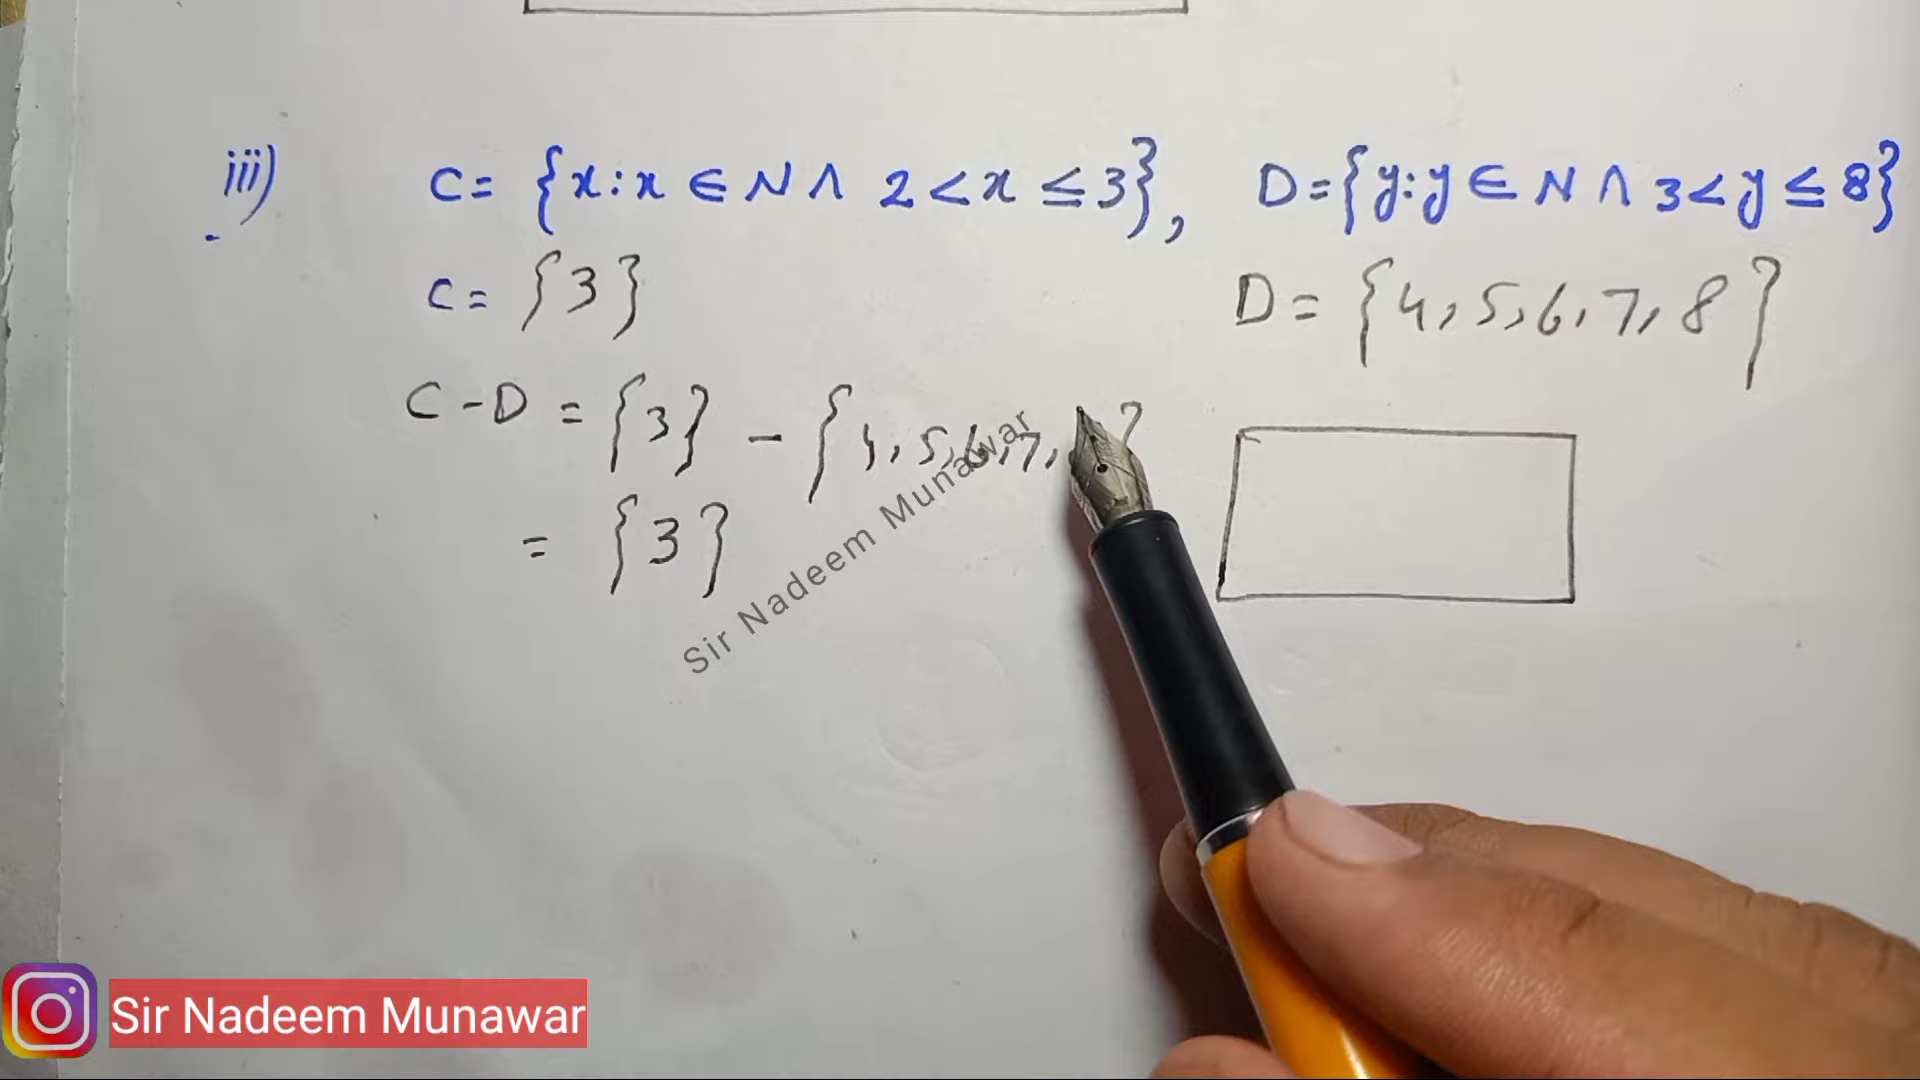 iii) C = {x : x ∈ N ∧ 2 < x ≤ 3}, D = {y : y ∈ N ∧ 3 < y ≤ 8}
C = {3} D = {4, 5, 6, 7, 8}
C - D = {3} - {4, 5, 6, 7, }
= {3}
Sir Nadeem Munawar
Sir Nadeem Munawar